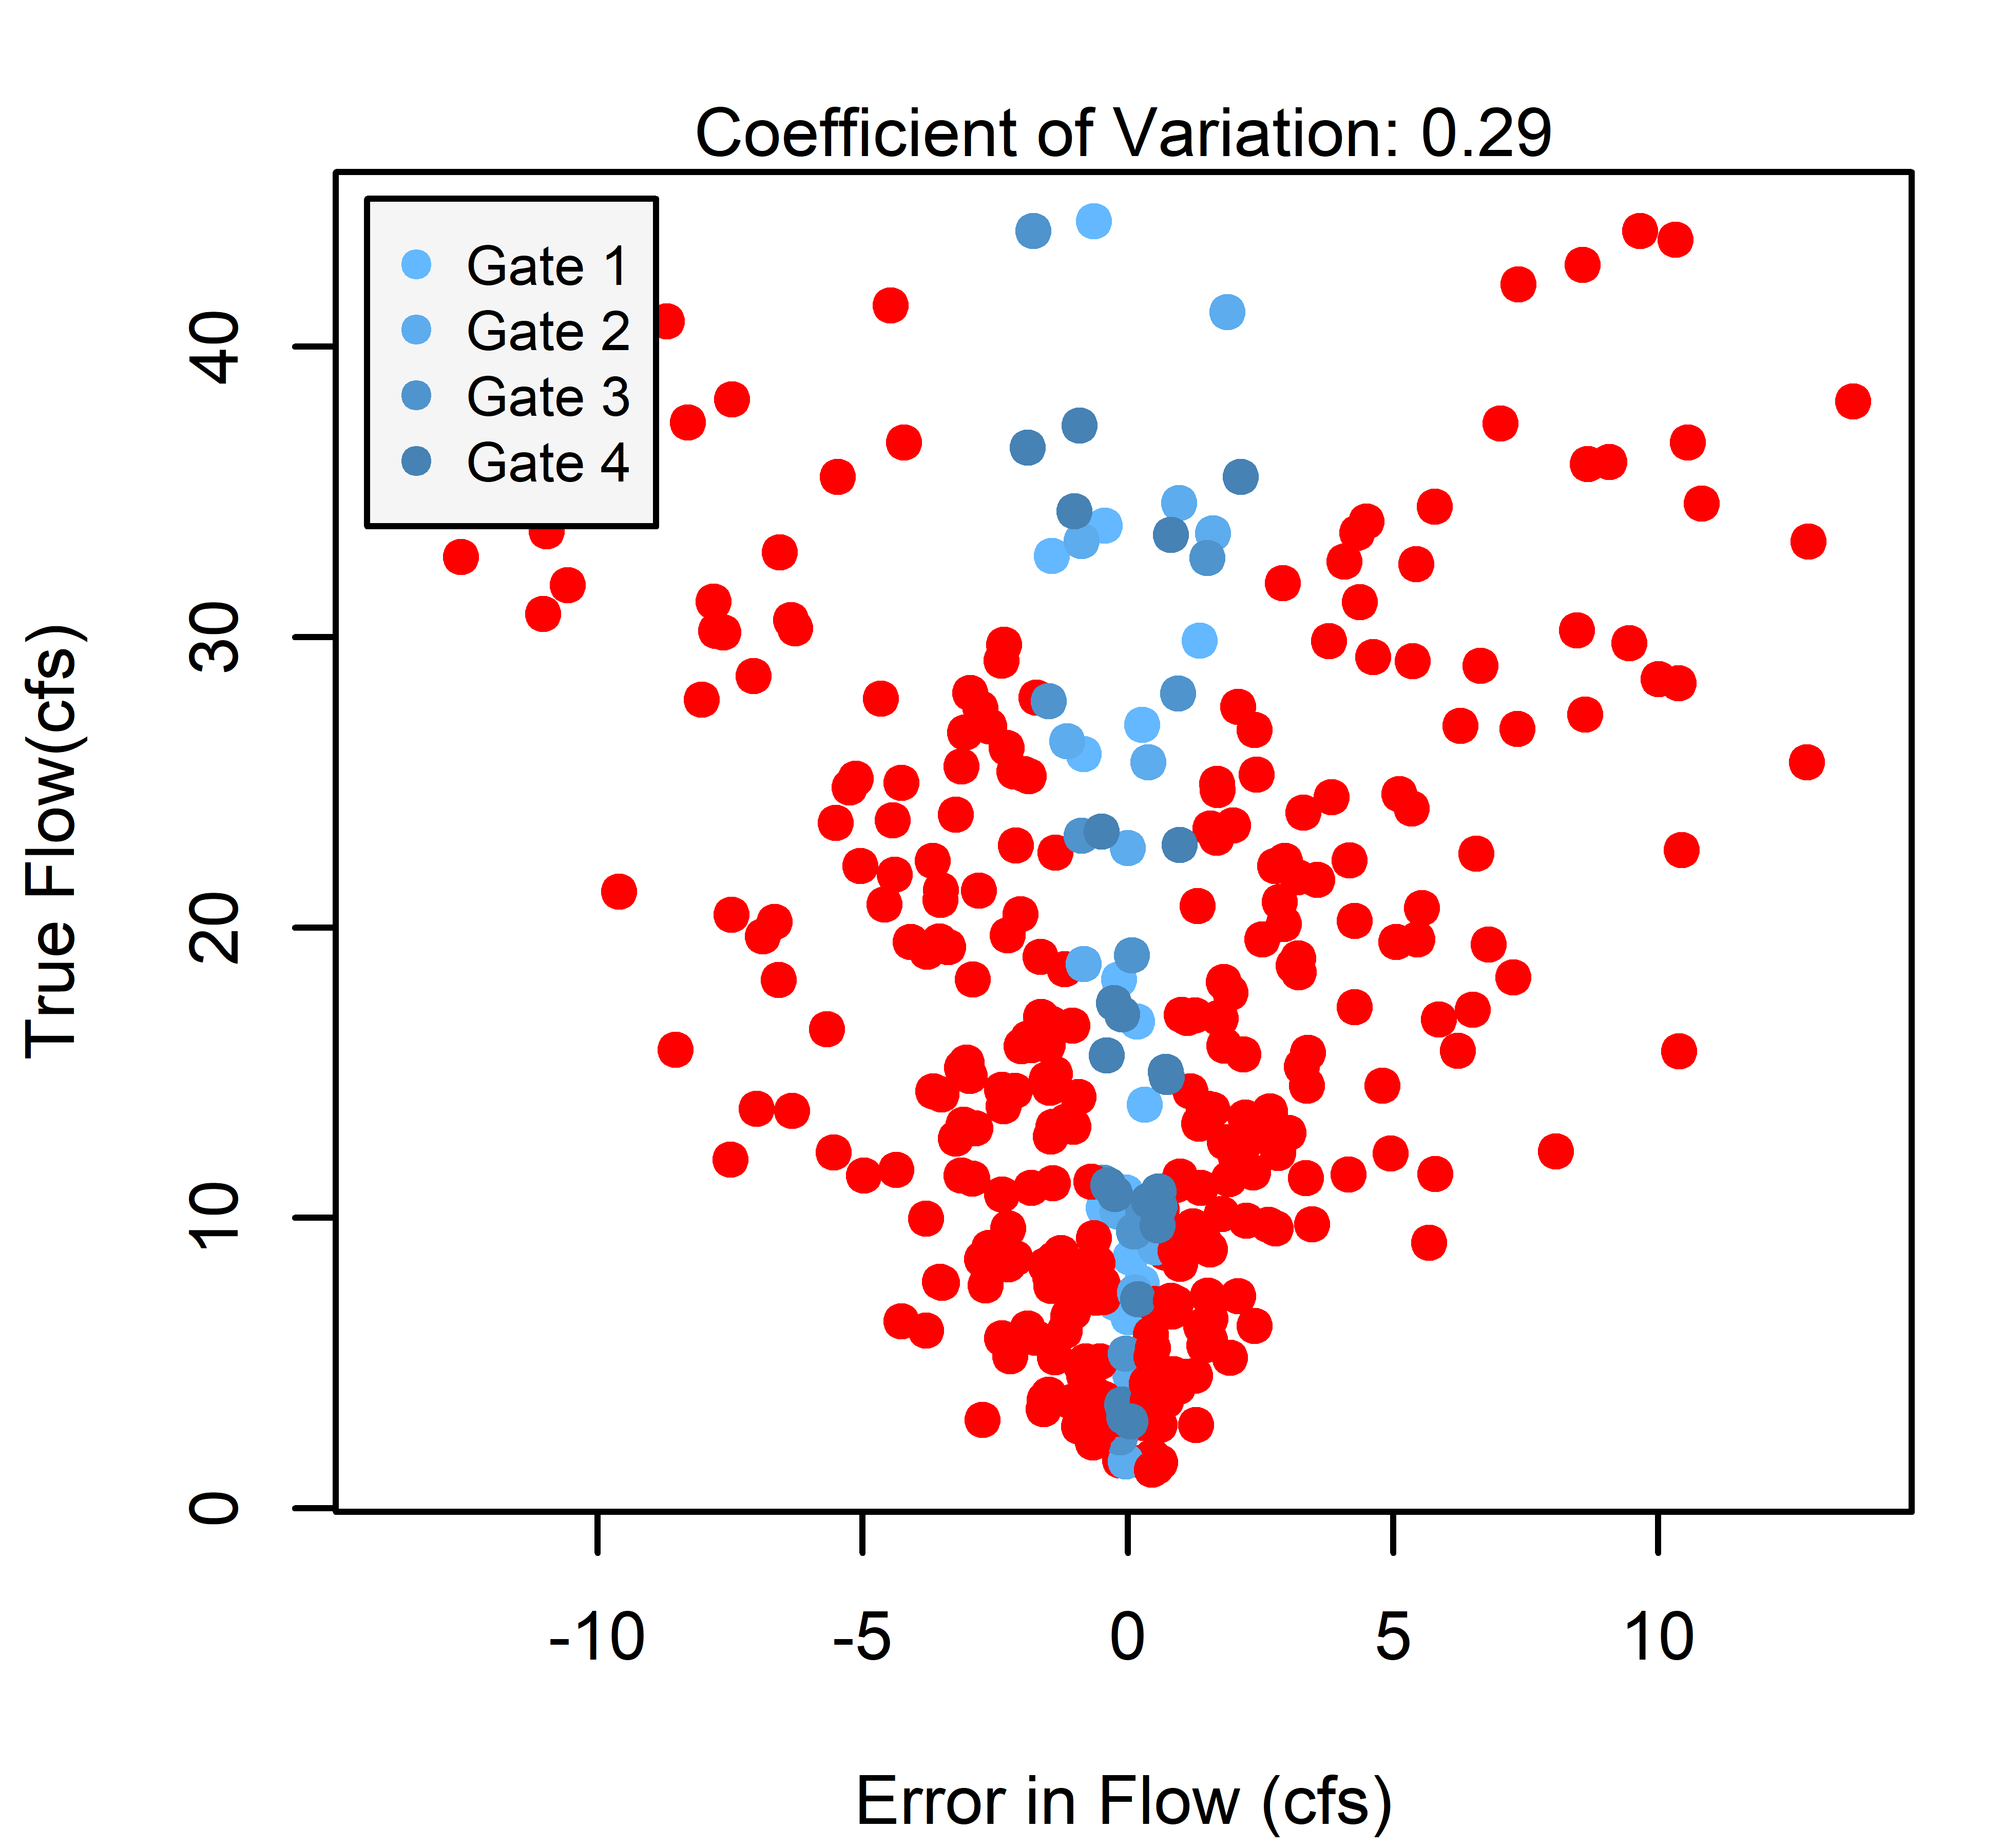 Coefficient of Variation: 0.29
Gate 1
Gate 2
Gate 3
Gate 4
True Flow(cfs)
40
30
20
10
0
-10 -5 0 5 10
Error in Flow (cfs)